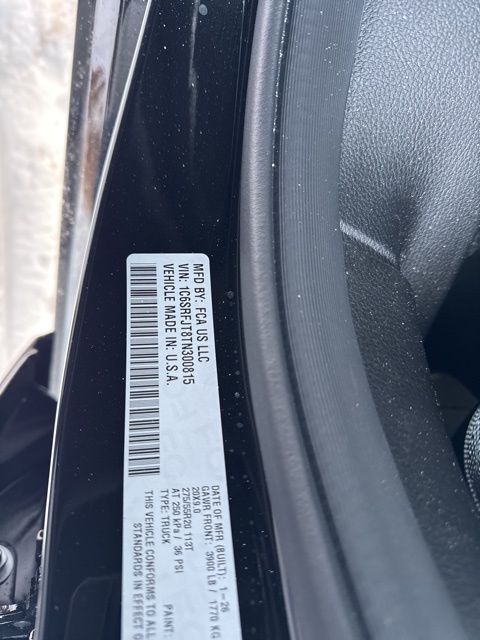 MFD BY: FCA US LLC
VIN: 1C6SRFJT8TN300815
VEHICLE MADE IN: U.S.A.
DATE OF MFR (BUILT): 1-26
GAWR FRONT: 3900 LB / 1770 KG
20X9.0
275/55R20 113T
AT 250 kPa / 36 PSI
TYPE: TRUCK PAINT:
THIS VEHICLE CONFORMS TO ALL
STANDARDS IN EFFECT